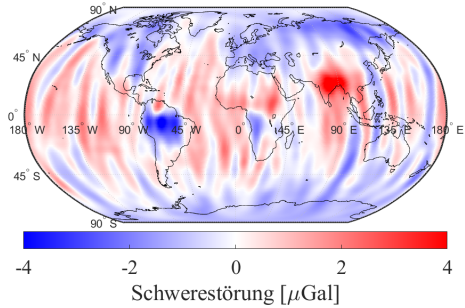 90° N
45° N
0°
180° W 135° W 90° W 45° W 0° 45° E 90° E 135° E 180° E
45° S
90° S
-4 -2 0 2 4
Schwerestörung [μGal]